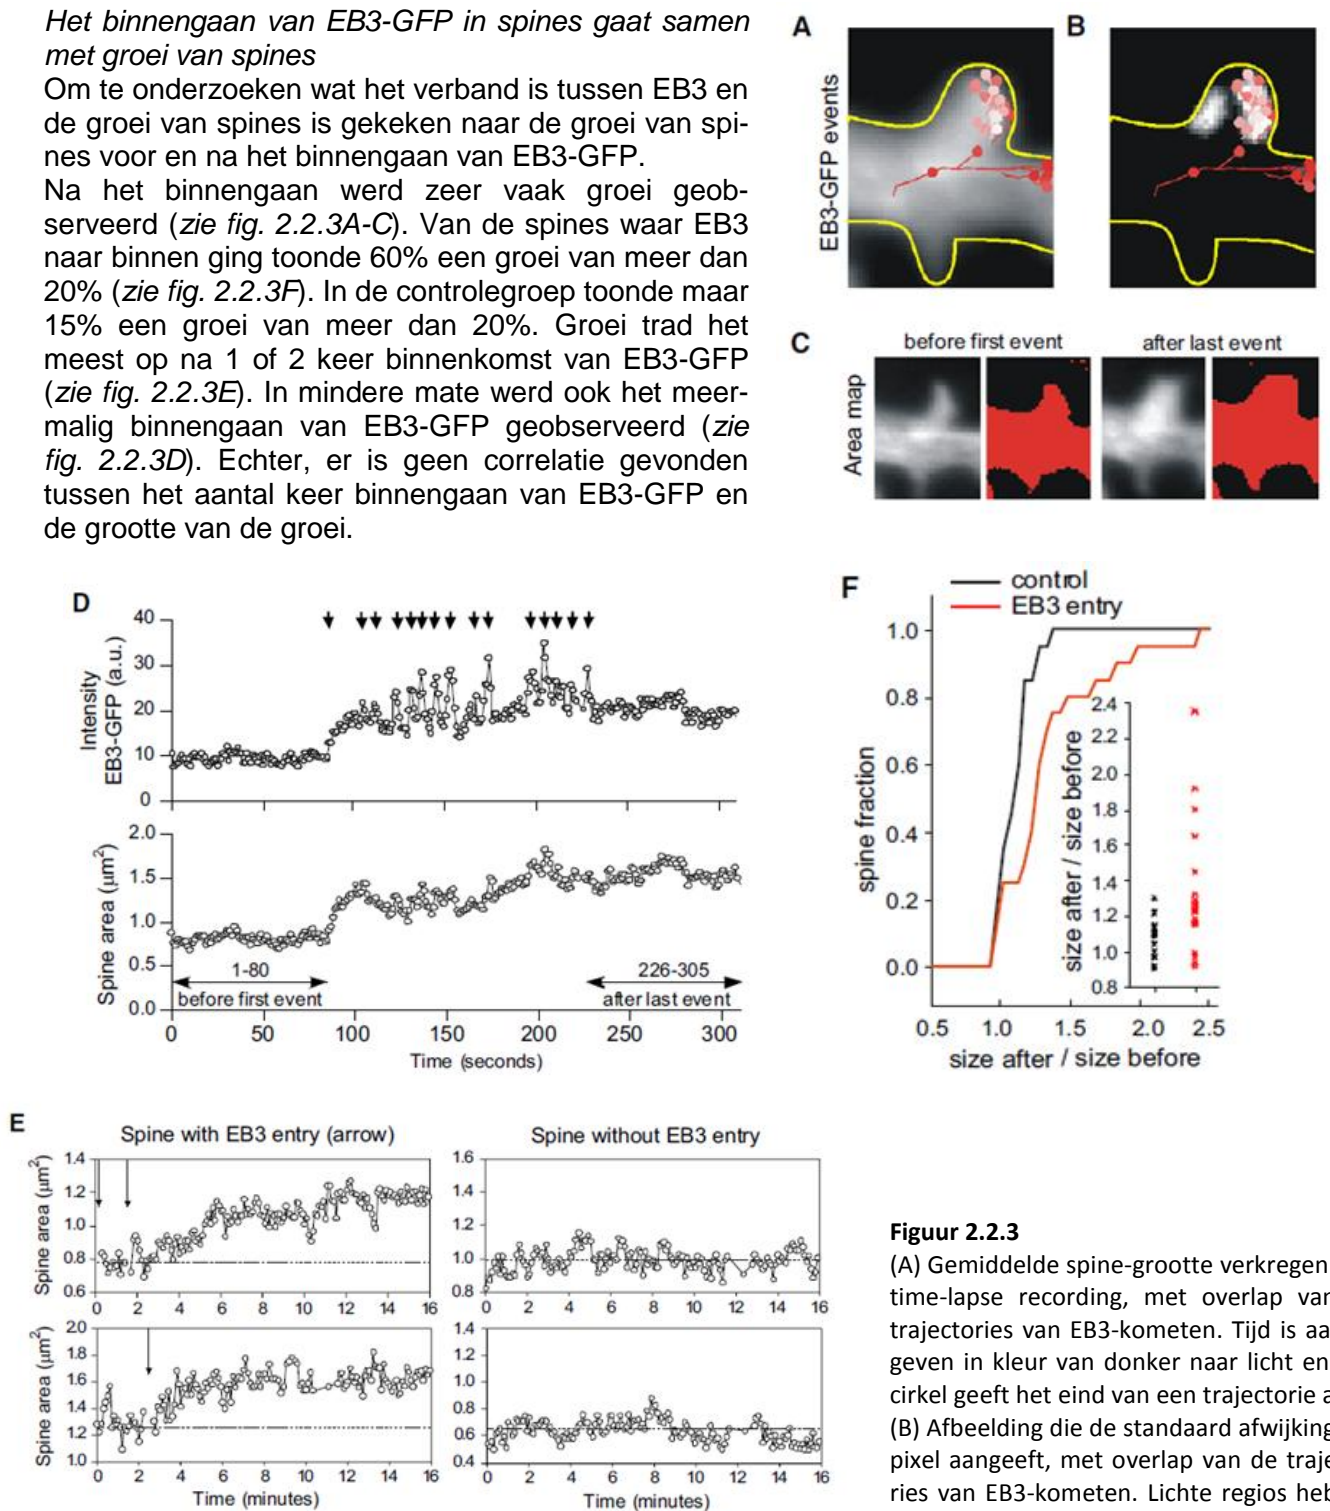 Het binnengaan van EB3-GFP in spines gaat samen
met groei van spines
Om te onderzoeken wat het verband is tussen EB3 en
de groei van spines is gekeken naar de groei van spi-
nes voor en na het binnengaan van EB3-GFP.
Na het binnengaan werd zeer vaak groei geob-
serveerd (zie fig. 2.2.3A-C). Van de spines waar EB3
naar binnen ging toonde 60% een groei van meer dan
20% (zie fig. 2.2.3F). In de controlegroep toonde maar
15% een groei van meer dan 20%. Groei trad het
meest op na 1 of 2 keer binnenkomst van EB3-GFP
(zie fig. 2.2.3E). In mindere mate werd ook het meer-
malig binnengaan van EB3-GFP geobserveerd (zie
fig. 2.2.3D). Echter, er is geen correlatie gevonden
tussen het aantal keer binnengaan van EB3-GFP en
de grootte van de groei.
A
B
EB3-GFP events
C
before first event
after last event
Area map
D
Intensity
EB3-GFP (a.u.)
40
30
20
10
0
Spine area (µm²)
2.0
1.5
1.0
0.5
0.0
1-80
before first event
226-305
after last event
0 50 100 150 200 250 300
Time (seconds)
F
control
EB3 entry
spine fraction
1.0
0.8
0.6
0.4
0.2
0.0
size after / size before
2.4
2.2
2.0
1.8
1.6
1.4
1.2
1.0
0.8
0.5 1.0 1.5 2.0 2.5
size after / size before
E
Spine with EB3 entry (arrow)
Spine area (µm²)
1.4
1.2
1.0
0.8
0.6
0 2 4 6 8 10 12 14 16
Spine without EB3 entry
1.6
1.4
1.2
1.0
0.8
0 2 4 6 8 10 12 14 16
Spine area (µm²)
2.0
1.8
1.6
1.4
1.2
1.0
0 2 4 6 8 10 12 14 16
Time (minutes)
1.4
1.2
1.0
0.8
0.6
0.4
0 2 4 6 8 10 12 14 16
Time (minutes)
Figuur 2.2.3
(A) Gemiddelde spine-grootte verkregen
time-lapse recording, met overlap van
trajectories van EB3-kometen. Tijd is aa
geven in kleur van donker naar licht en
cirkel geeft het eind van een trajectorie a
(B) Afbeelding die de standaard afwijking
pixel aangeeft, met overlap van de traje
ries van EB3-kometen. Lichte regios heb